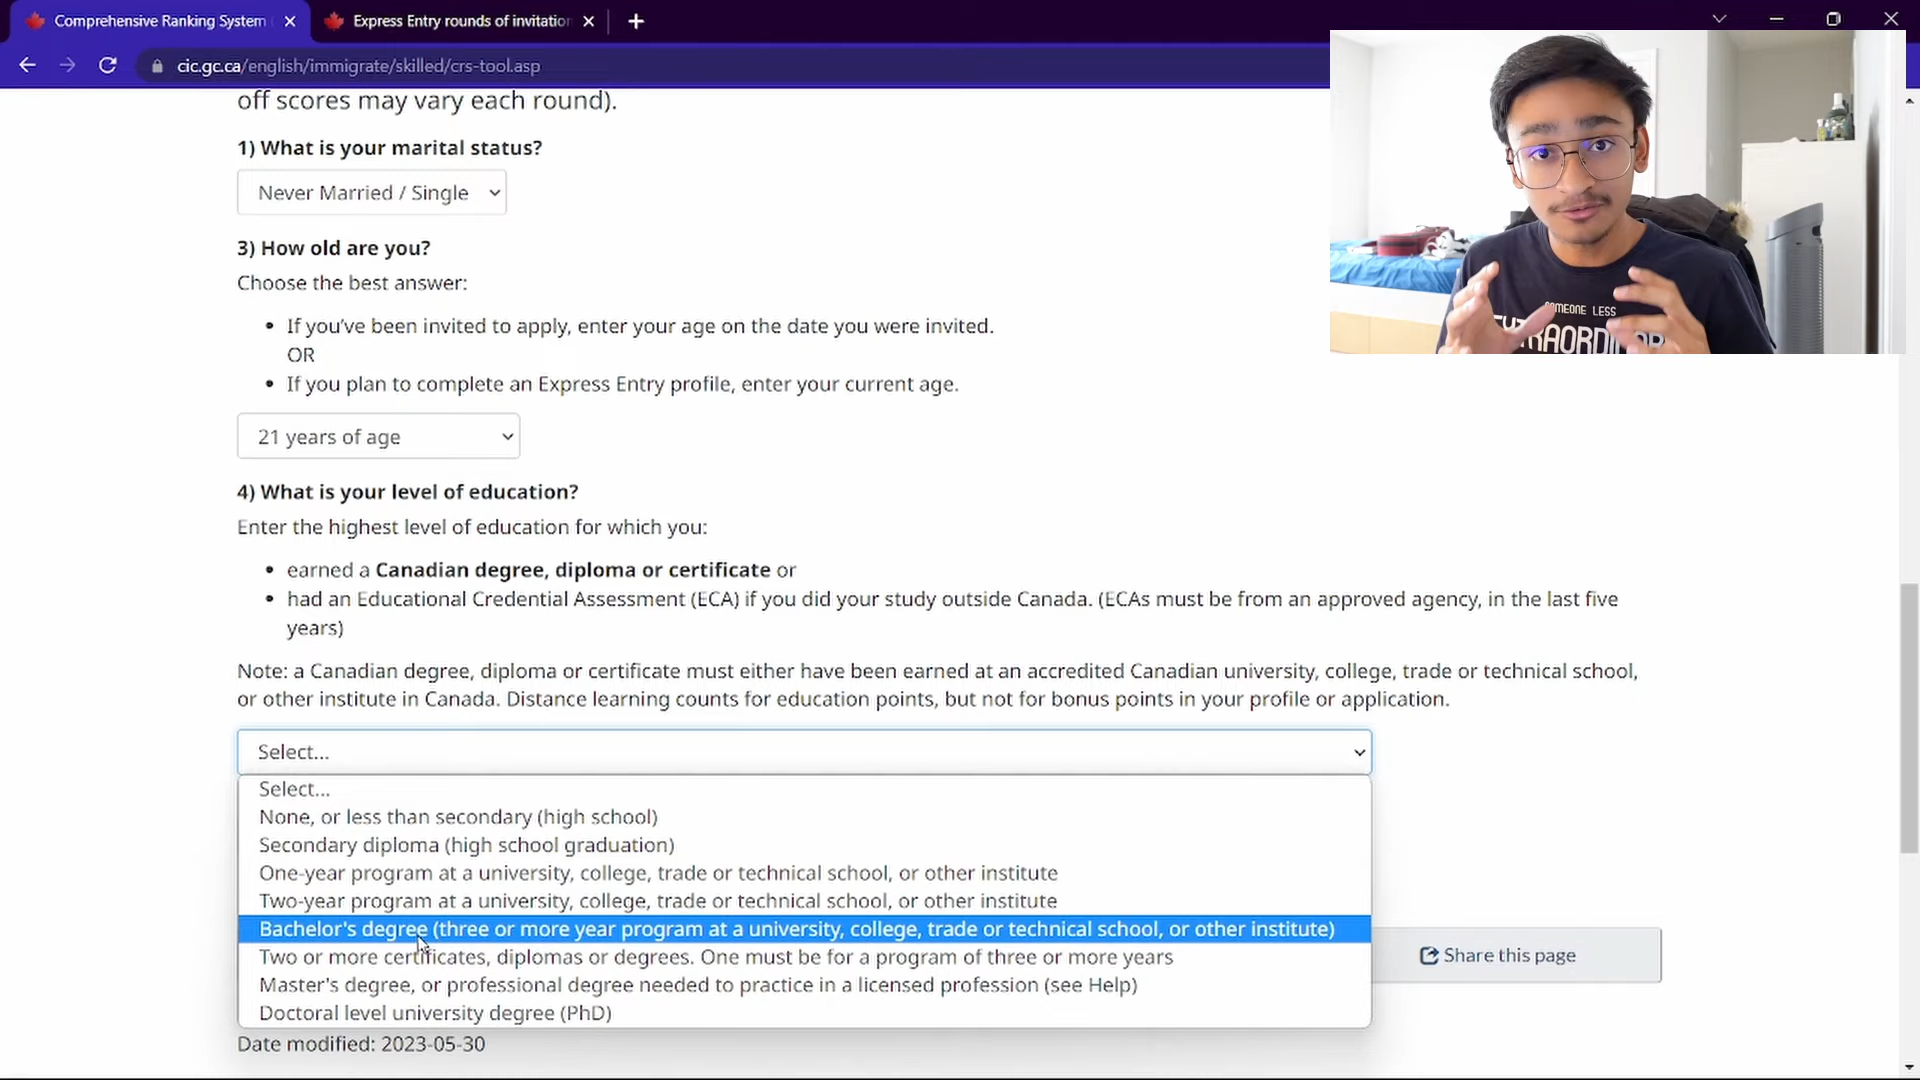 Comprehensive Ranking System
Express Entry rounds of invitation
cic.gc.ca/english/immigrate/skilled/crs-tool.asp
off scores may vary each round).
1) What is your marital status?
Never Married / Single
3) How old are you?
Choose the best answer:
If you've been invited to apply, enter your age on the date you were invited.
OR
If you plan to complete an Express Entry profile, enter your current age.
21 years of age
4) What is your level of education?
Enter the highest level of education for which you:
earned a Canadian degree, diploma or certificate or
had an Educational Credential Assessment (ECA) if you did your study outside Canada. (ECAs must be from an approved agency, in the last five
years)
Note: a Canadian degree, diploma or certificate must either have been earned at an accredited Canadian university, college, trade or technical school,
or other institute in Canada. Distance learning counts for education points, but not for bonus points in your profile or application.
Select...
Select...
None, or less than secondary (high school)
Secondary diploma (high school graduation)
One-year program at a university, college, trade or technical school, or other institute
Two-year program at a university, college, trade or technical school, or other institute
Bachelor's degree (three or more year program at a university, college, trade or technical school, or other institute)
Two or more certificates, diplomas or degrees. One must be for a program of three or more years
Master's degree, or professional degree needed to practice in a licensed profession (see Help)
Doctoral level university degree (PhD)
Share this page
Date modified: 2023-05-30
SOMEONE LESS